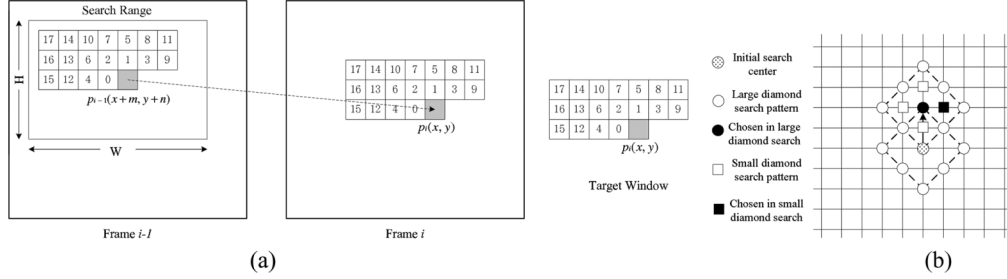 Search Range
17 14 10 7 5 8 11
16 13 6 2 1 3 9
15 12 4 0
p_{i-1}(x+m, y+n)
H
W
Frame i-1
17 14 10 7 5 8 11
16 13 6 2 1 3 9
15 12 4 0
p_i(x, y)
Frame i
17 14 10 7 5 8 11
16 13 6 2 1 3 9
15 12 4 0
p_i(x, y)
Target Window
(a)
Initial search
center
Large diamond
search pattern
Chosen in large
diamond search
Small diamond
search pattern
Chosen in small
diamond search
(b)